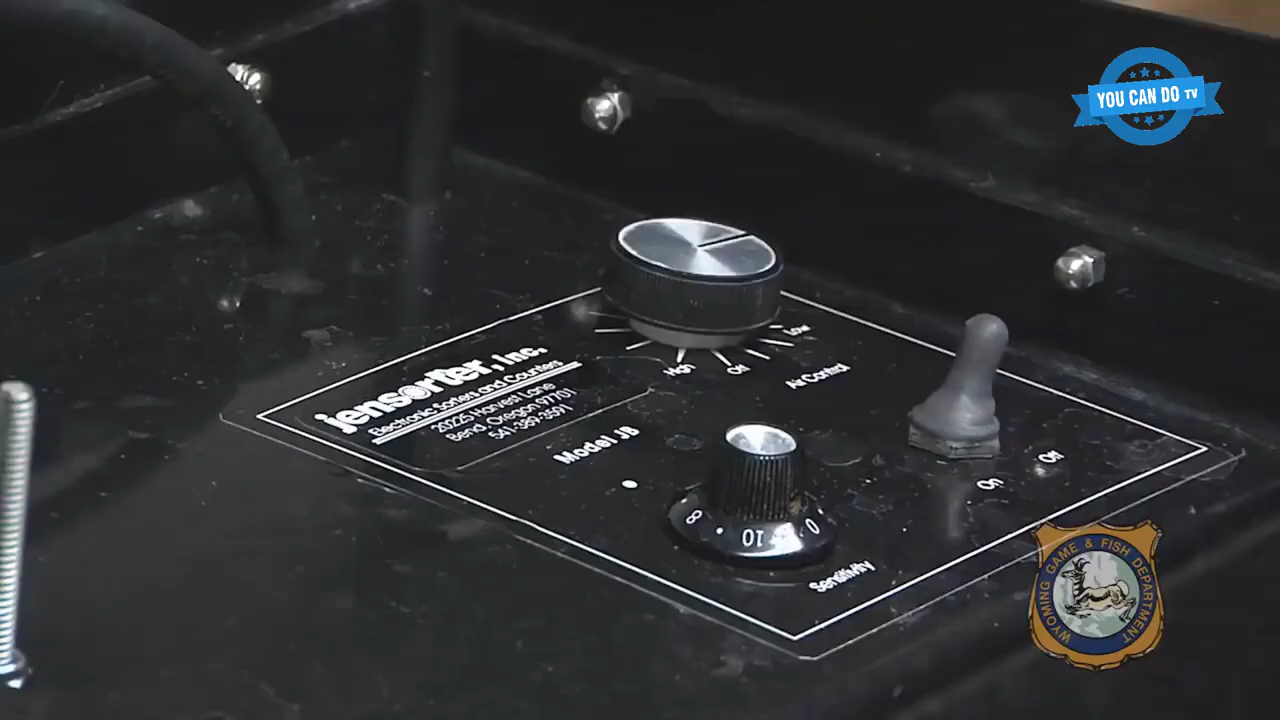 YOU CAN DO TV
jensorter, inc.
Electronic Sorters and Counters
20225 Harvest Lane
Bend, Oregon 97701
541-389-3591
Model JB
High
Off
Low
Air Control
On
Off
8
10
0
Sensitivity
WYOMING GAME & FISH DEPARTMENT